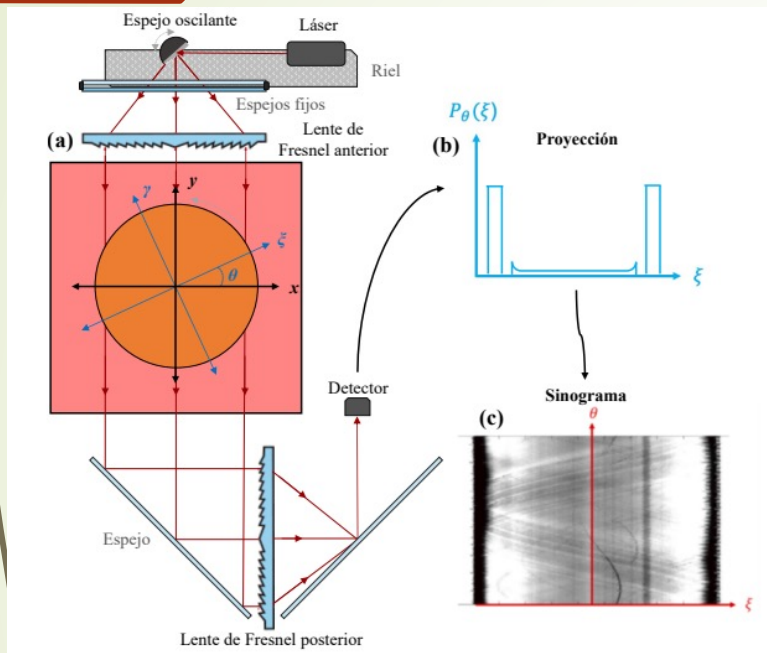 Espejo oscilante
Láser
Riel
Espejos fijos
(a)
Lente de
Fresnel anterior
y
γ
ξ
θ
x
Detector
Espejo
Lente de Fresnel posterior
P_θ(ξ)
(b)
Proyección
ξ
Sinograma
(c)
θ
ξ